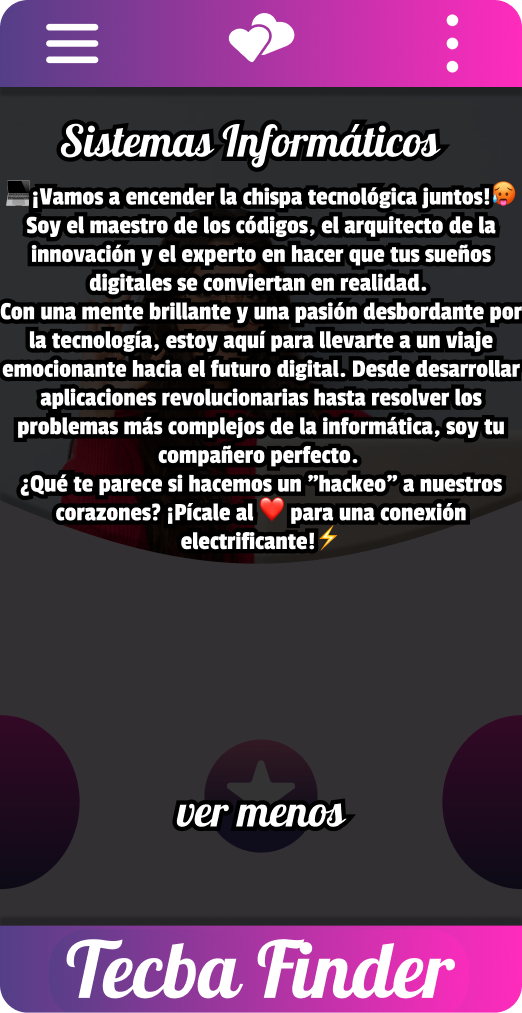 Sistemas Informáticos
💻¡Vamos a encender la chispa tecnológica juntos!🥵
Soy el maestro de los códigos, el arquitecto de la
innovación y el experto en hacer que tus sueños
digitales se conviertan en realidad.
Con una mente brillante y una pasión desbordante por
la tecnología, estoy aquí para llevarte a un viaje
emocionante hacia el futuro digital. Desde desarrollar
aplicaciones revolucionarias hasta resolver los
problemas más complejos de la informática, soy tu
compañero perfecto.
¿Qué te parece si hacemos un "hackeo" a nuestros
corazones? ¡Pícale al ❤️ para una conexión
electrificante!⚡
ver menos
Tecba Finder